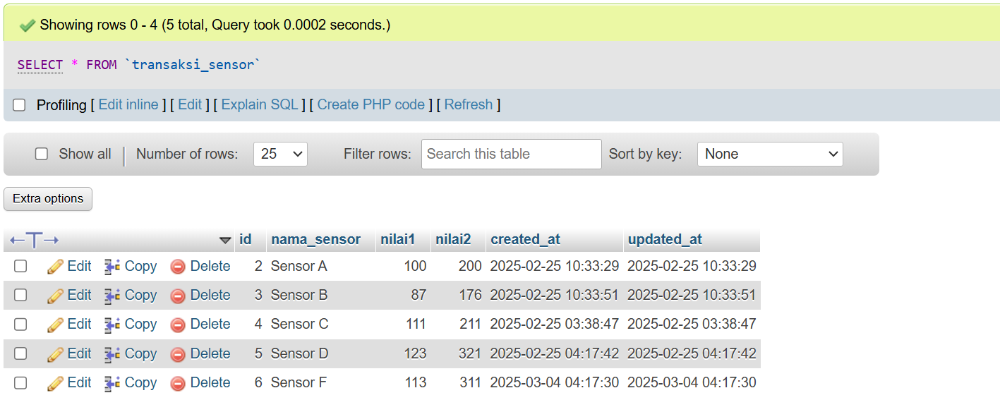 Showing rows 0 - 4 (5 total, Query took 0.0002 seconds.)
SELECT * FROM `transaksi_sensor`
Profiling [ Edit inline ] [ Edit ] [ Explain SQL ] [ Create PHP code ] [ Refresh ]
Show all | Number of rows: 25 Filter rows: Search this table Sort by key: None
Extra options
←T→ id nama_sensor nilai1 nilai2 created_at updated_at
Edit Copy Delete 2 Sensor A 100 200 2025-02-25 10:33:29 2025-02-25 10:33:29
Edit Copy Delete 3 Sensor B 87 176 2025-02-25 10:33:51 2025-02-25 10:33:51
Edit Copy Delete 4 Sensor C 111 211 2025-02-25 03:38:47 2025-02-25 03:38:47
Edit Copy Delete 5 Sensor D 123 321 2025-02-25 04:17:42 2025-02-25 04:17:42
Edit Copy Delete 6 Sensor F 113 311 2025-03-04 04:17:30 2025-03-04 04:17:30